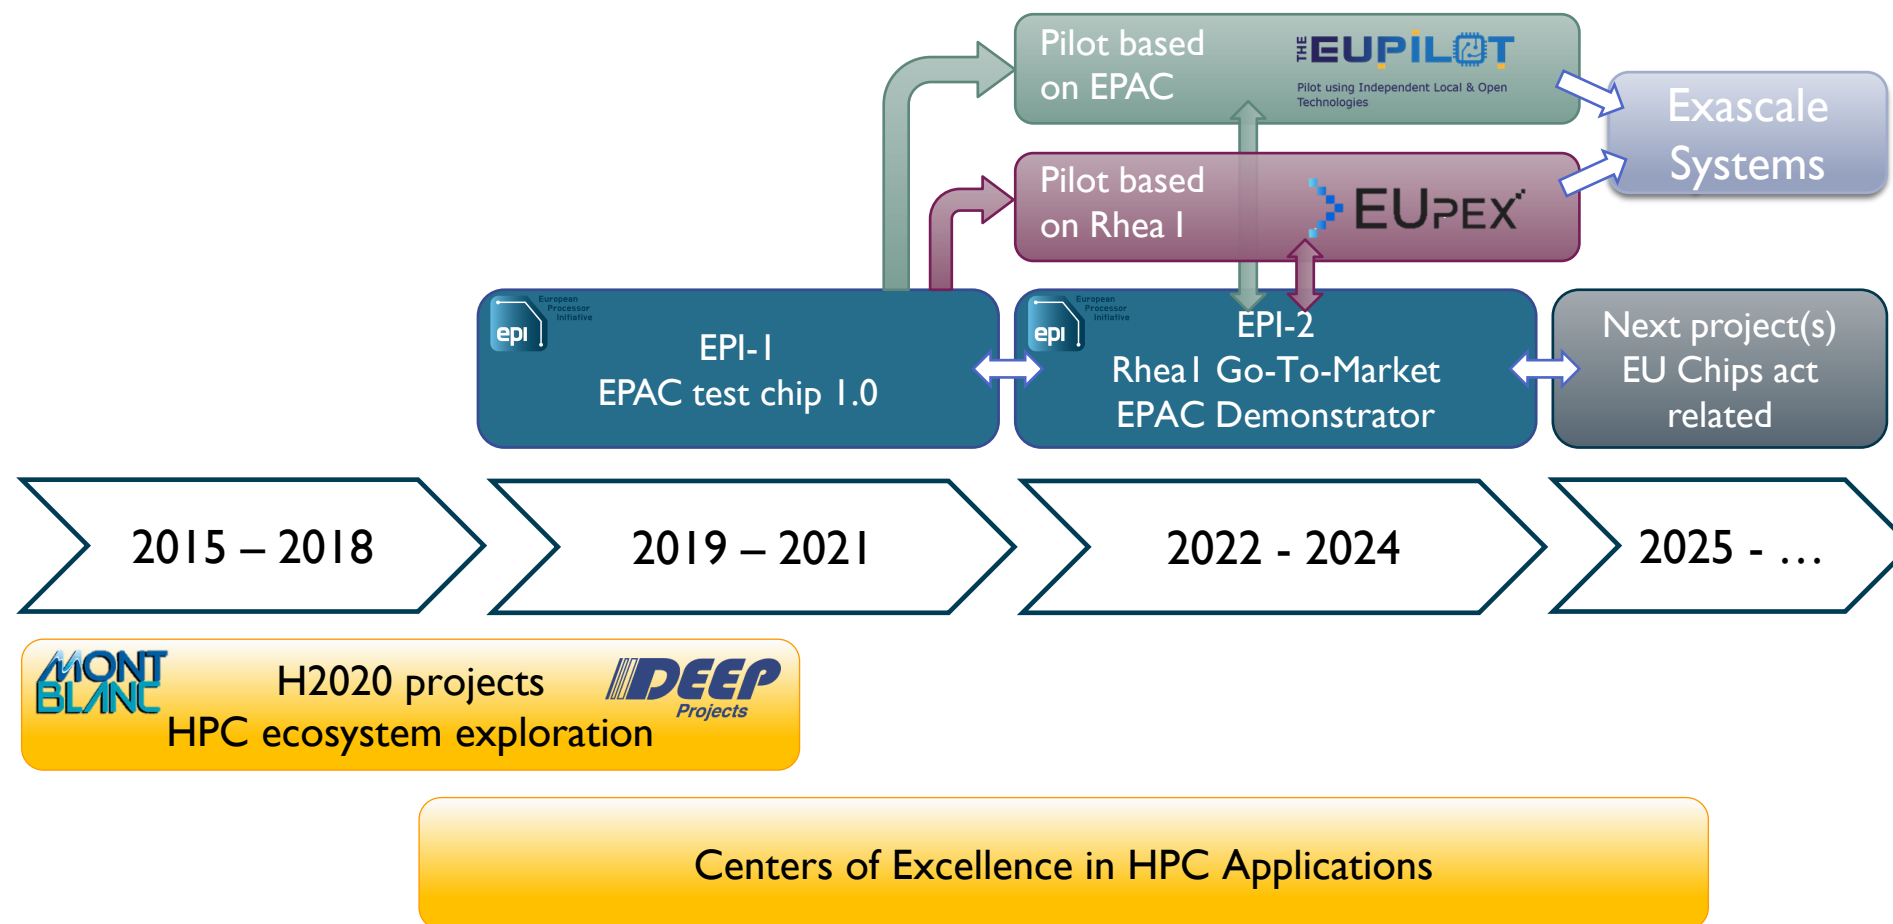 Pilot based
on EPAC
THE EUPILOT
Pilot using Independent Local & Open
Technologies
Exascale
Systems
Pilot based
on Rhea1
EUPEX
European
Processor
Initiative
epi
EPI-1
EPAC test chip 1.0
European
Processor
Initiative
epi
EPI-2
Rhea1 Go-To-Market
EPAC Demonstrator
Next project(s)
EU Chips act
related
2015 – 2018
2019 – 2021
2022 - 2024
2025 - …
MONT
BLANC
H2020 projects
HPC ecosystem exploration
DEEP
Projects
Centers of Excellence in HPC Applications